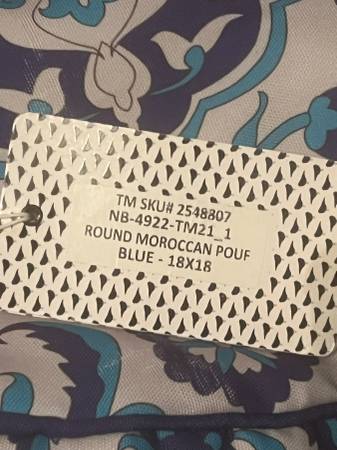 TM SKU# 2548807
NB-4922-TM21_1
ROUND MOROCCAN POUF
BLUE - 18X18